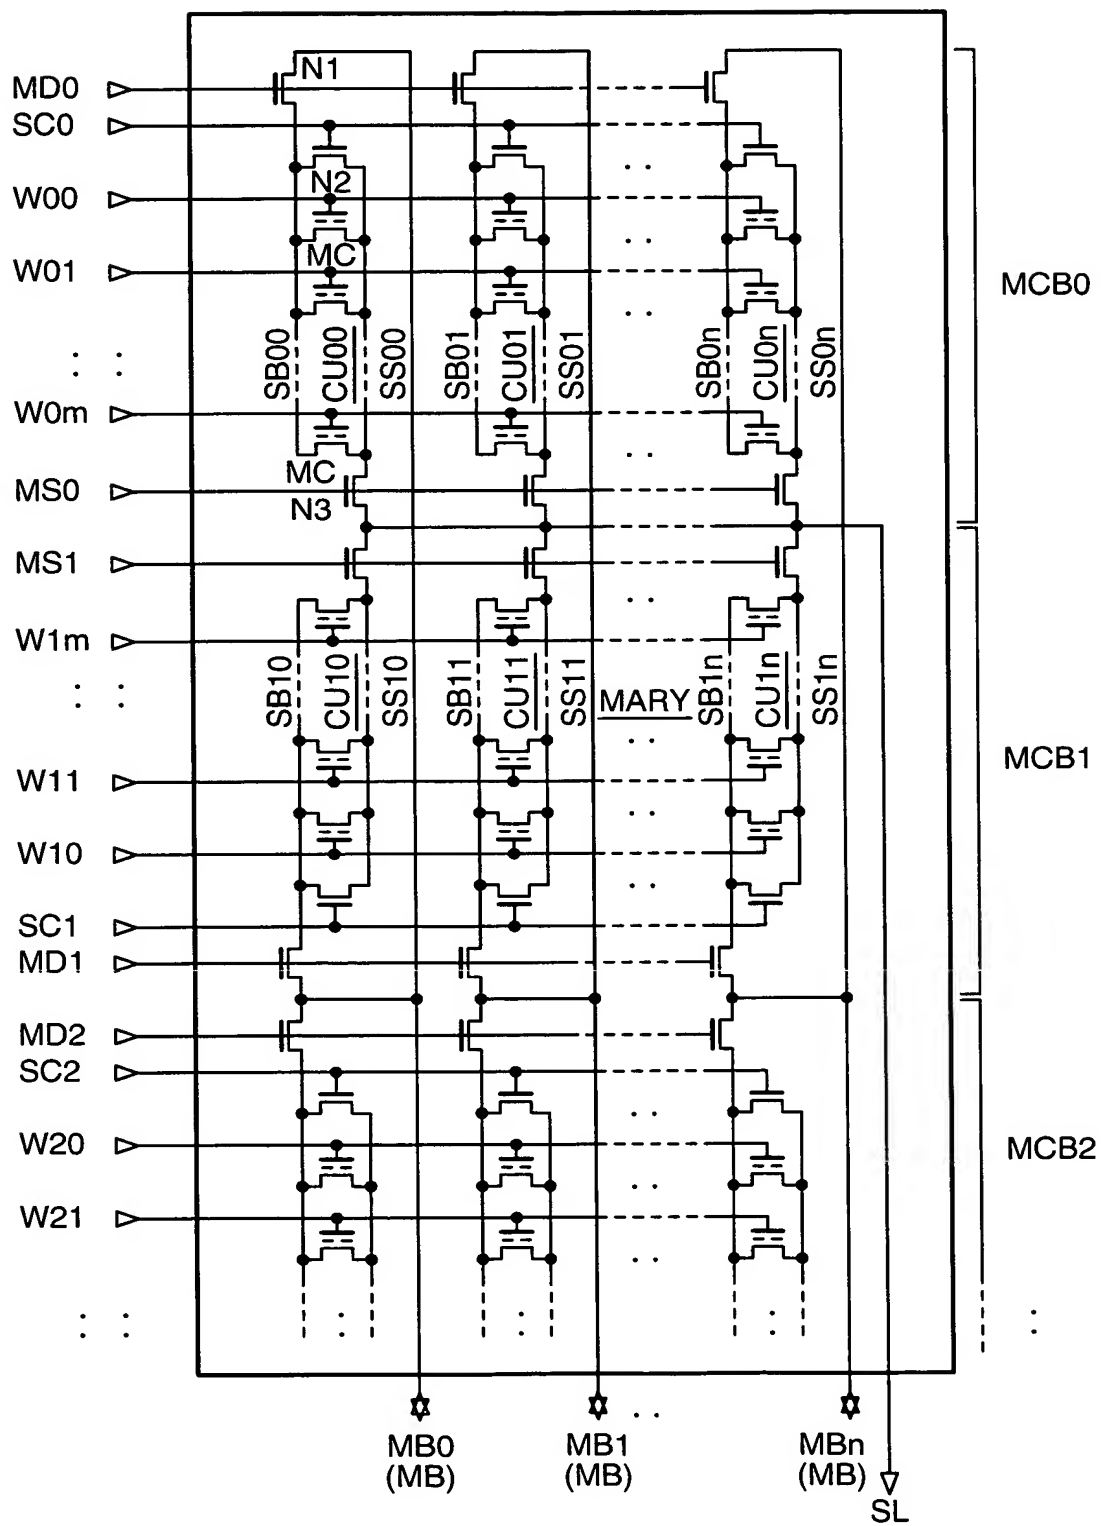 MD0
N1
SC0
N2
W00
MC
W01
MCB0
SB00
CU00
SS00
SB01
CU01
SS01
SB0n
CU0n
SS0n
: :
W0m
MC
MS0
N3
MS1
W1m
SB10
CU10
SS10
SB11
CU11
SS11
MARY
SB1n
CU1n
SS1n
: :
MCB1
W11
W10
SC1
MD1
MD2
SC2
W20
MCB2
W21
: :
MB0
(MB)
MB1
(MB)
MBn
(MB)
SL